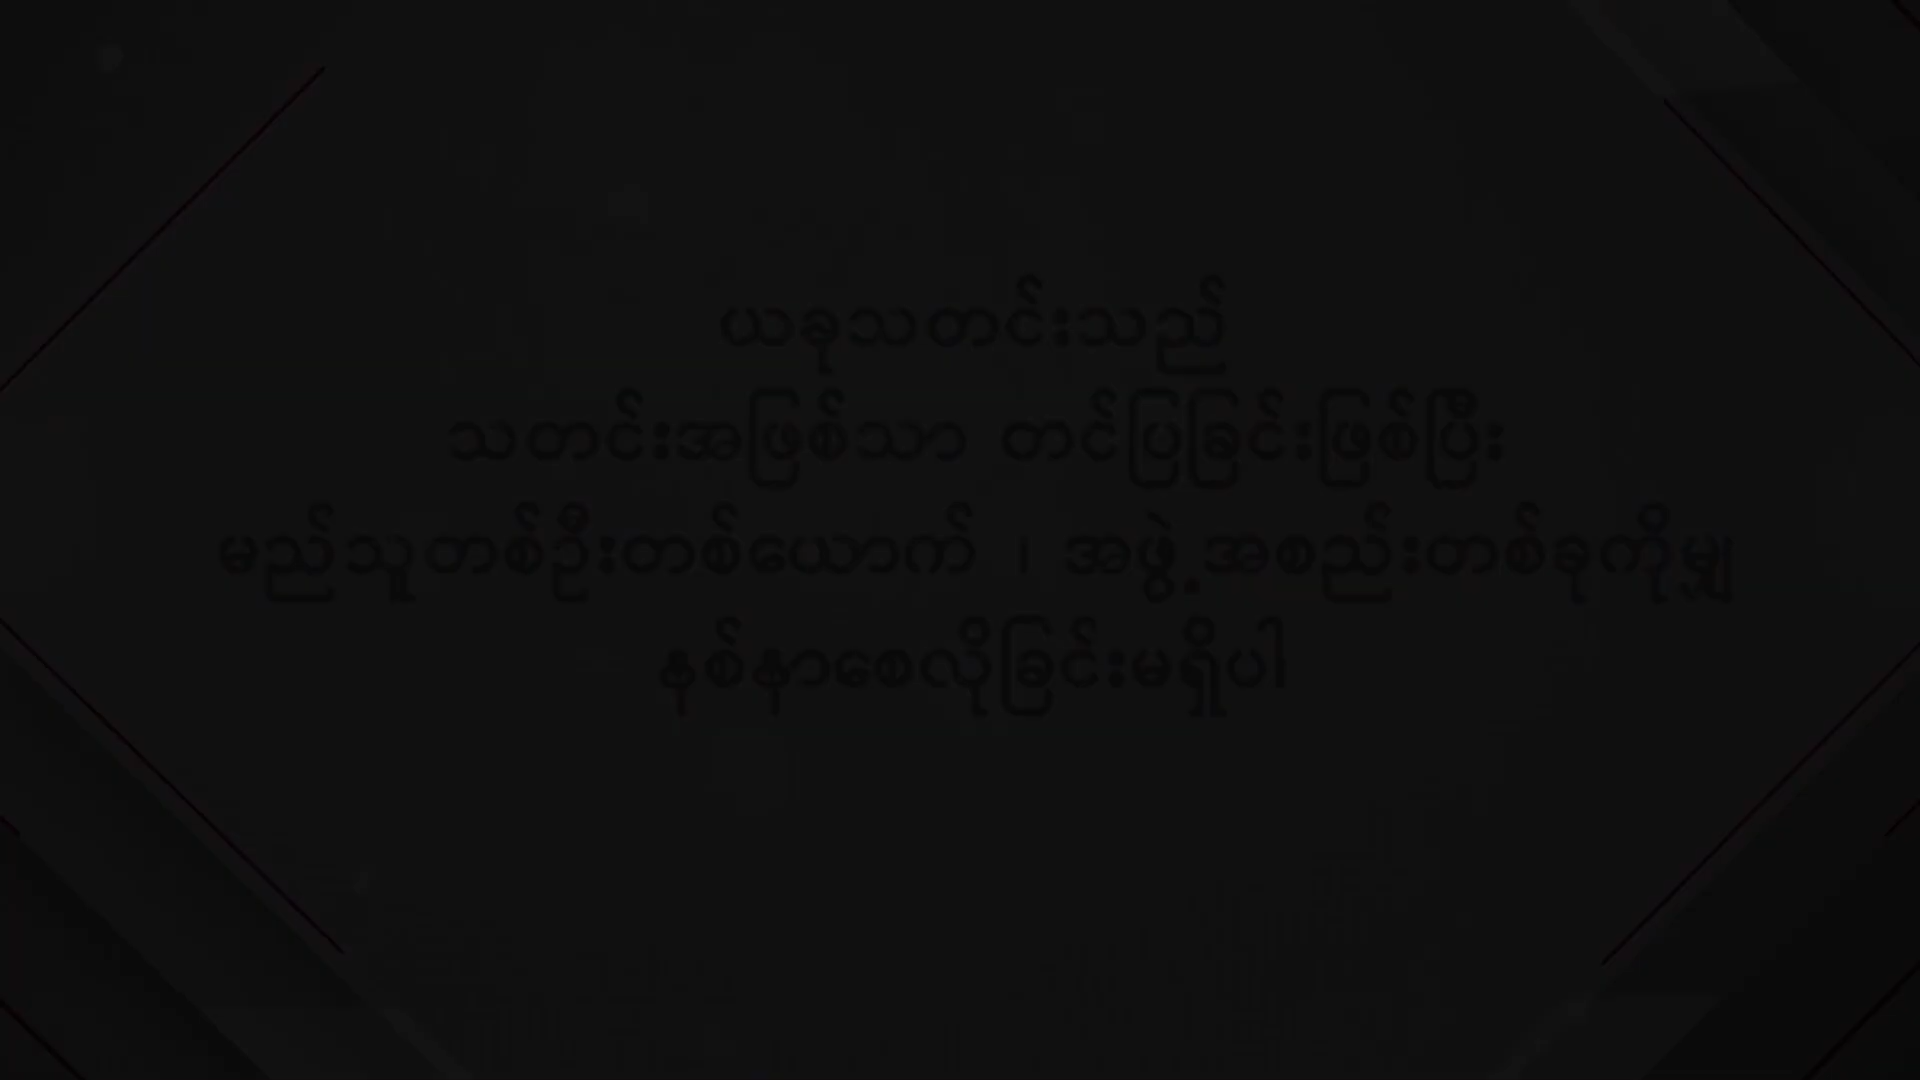 ယခုသတင်းသည်
သတင်းအဖြစ်သာ တင်ပြခြင်းဖြစ်ပြီး
မည်သူတစ်ဦးတစ်ယောက် ၊ အဖွဲ့အစည်းတစ်ခုကိုမျှ
နစ်နာစေလိုခြင်းမရှိပါ